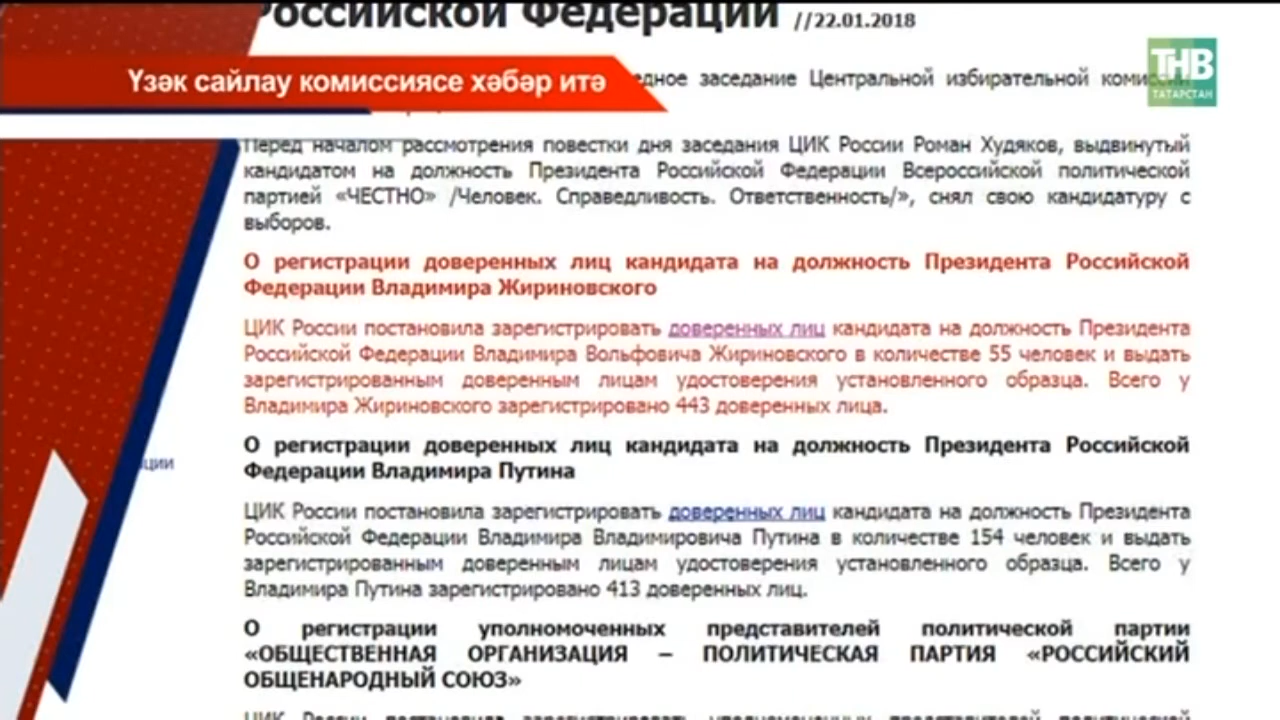 Российской Федерации //22.01.2018
Үзәк сайлау комиссиясе хәбәр итә
заседание Центральной избирательной
ТНВ
ТАТАРСТАН
Перед началом рассмотрения повестки дня заседания ЦИК России Роман Худяков, выдвинутый
кандидатом на должность Президента Российской Федерации Всероссийской политической
партией «ЧЕСТНО» /Человек. Справедливость. Ответственность/», снял свою кандидатуру с
выборов.
О регистрации доверенных лиц кандидата на должность Президента Российской
Федерации Владимира Жириновского
ЦИК России постановила зарегистрировать доверенных лиц кандидата на должность Президента
Российской Федерации Владимира Вольфовича Жириновского в количестве 55 человек и выдать
зарегистрированным доверенным лицам удостоверения установленного образца. Всего у
Владимира Жириновского зарегистрировано 443 доверенных лица.
О регистрации доверенных лиц кандидата на должность Президента Российской
Федерации Владимира Путина
ЦИК России постановила зарегистрировать доверенных лиц кандидата на должность Президента
Российской Федерации Владимира Владимировича Путина в количестве 154 человек и выдать
зарегистрированным доверенным лицам удостоверения установленного образца. Всего у
Владимира Путина зарегистрировано 413 доверенных лиц.
О регистрации уполномоченных представителей политической партии
«ОБЩЕСТВЕННАЯ ОРГАНИЗАЦИЯ – ПОЛИТИЧЕСКАЯ ПАРТИЯ «РОССИЙСКИЙ
ОБЩЕНАРОДНЫЙ СОЮЗ»
ЦИК России постановила зарегистрировать уполномоченных представителей политической